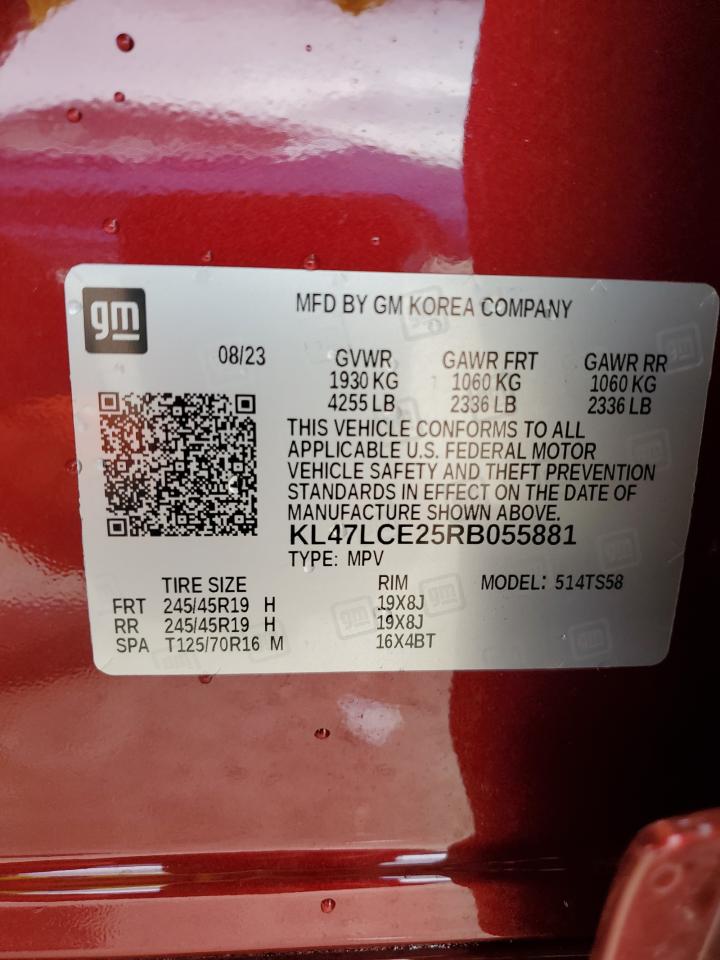 gm
MFD BY GM KOREA COMPANY
08/23 GVWR GAWR FRT GAWR RR
1930 KG 1060 KG 1060 KG
4255 LB 2336 LB 2336 LB
THIS VEHICLE CONFORMS TO ALL
APPLICABLE U.S. FEDERAL MOTOR
VEHICLE SAFETY AND THEFT PREVENTION
STANDARDS IN EFFECT ON THE DATE OF
MANUFACTURE SHOWN ABOVE.
KL47LCE25RB055881
TYPE: MPV
TIRE SIZE RIM MODEL: 514TS58
FRT 245/45R19 H 19X8J
RR 245/45R19 H 19X8J
SPA T125/70R16 M 16X4BT